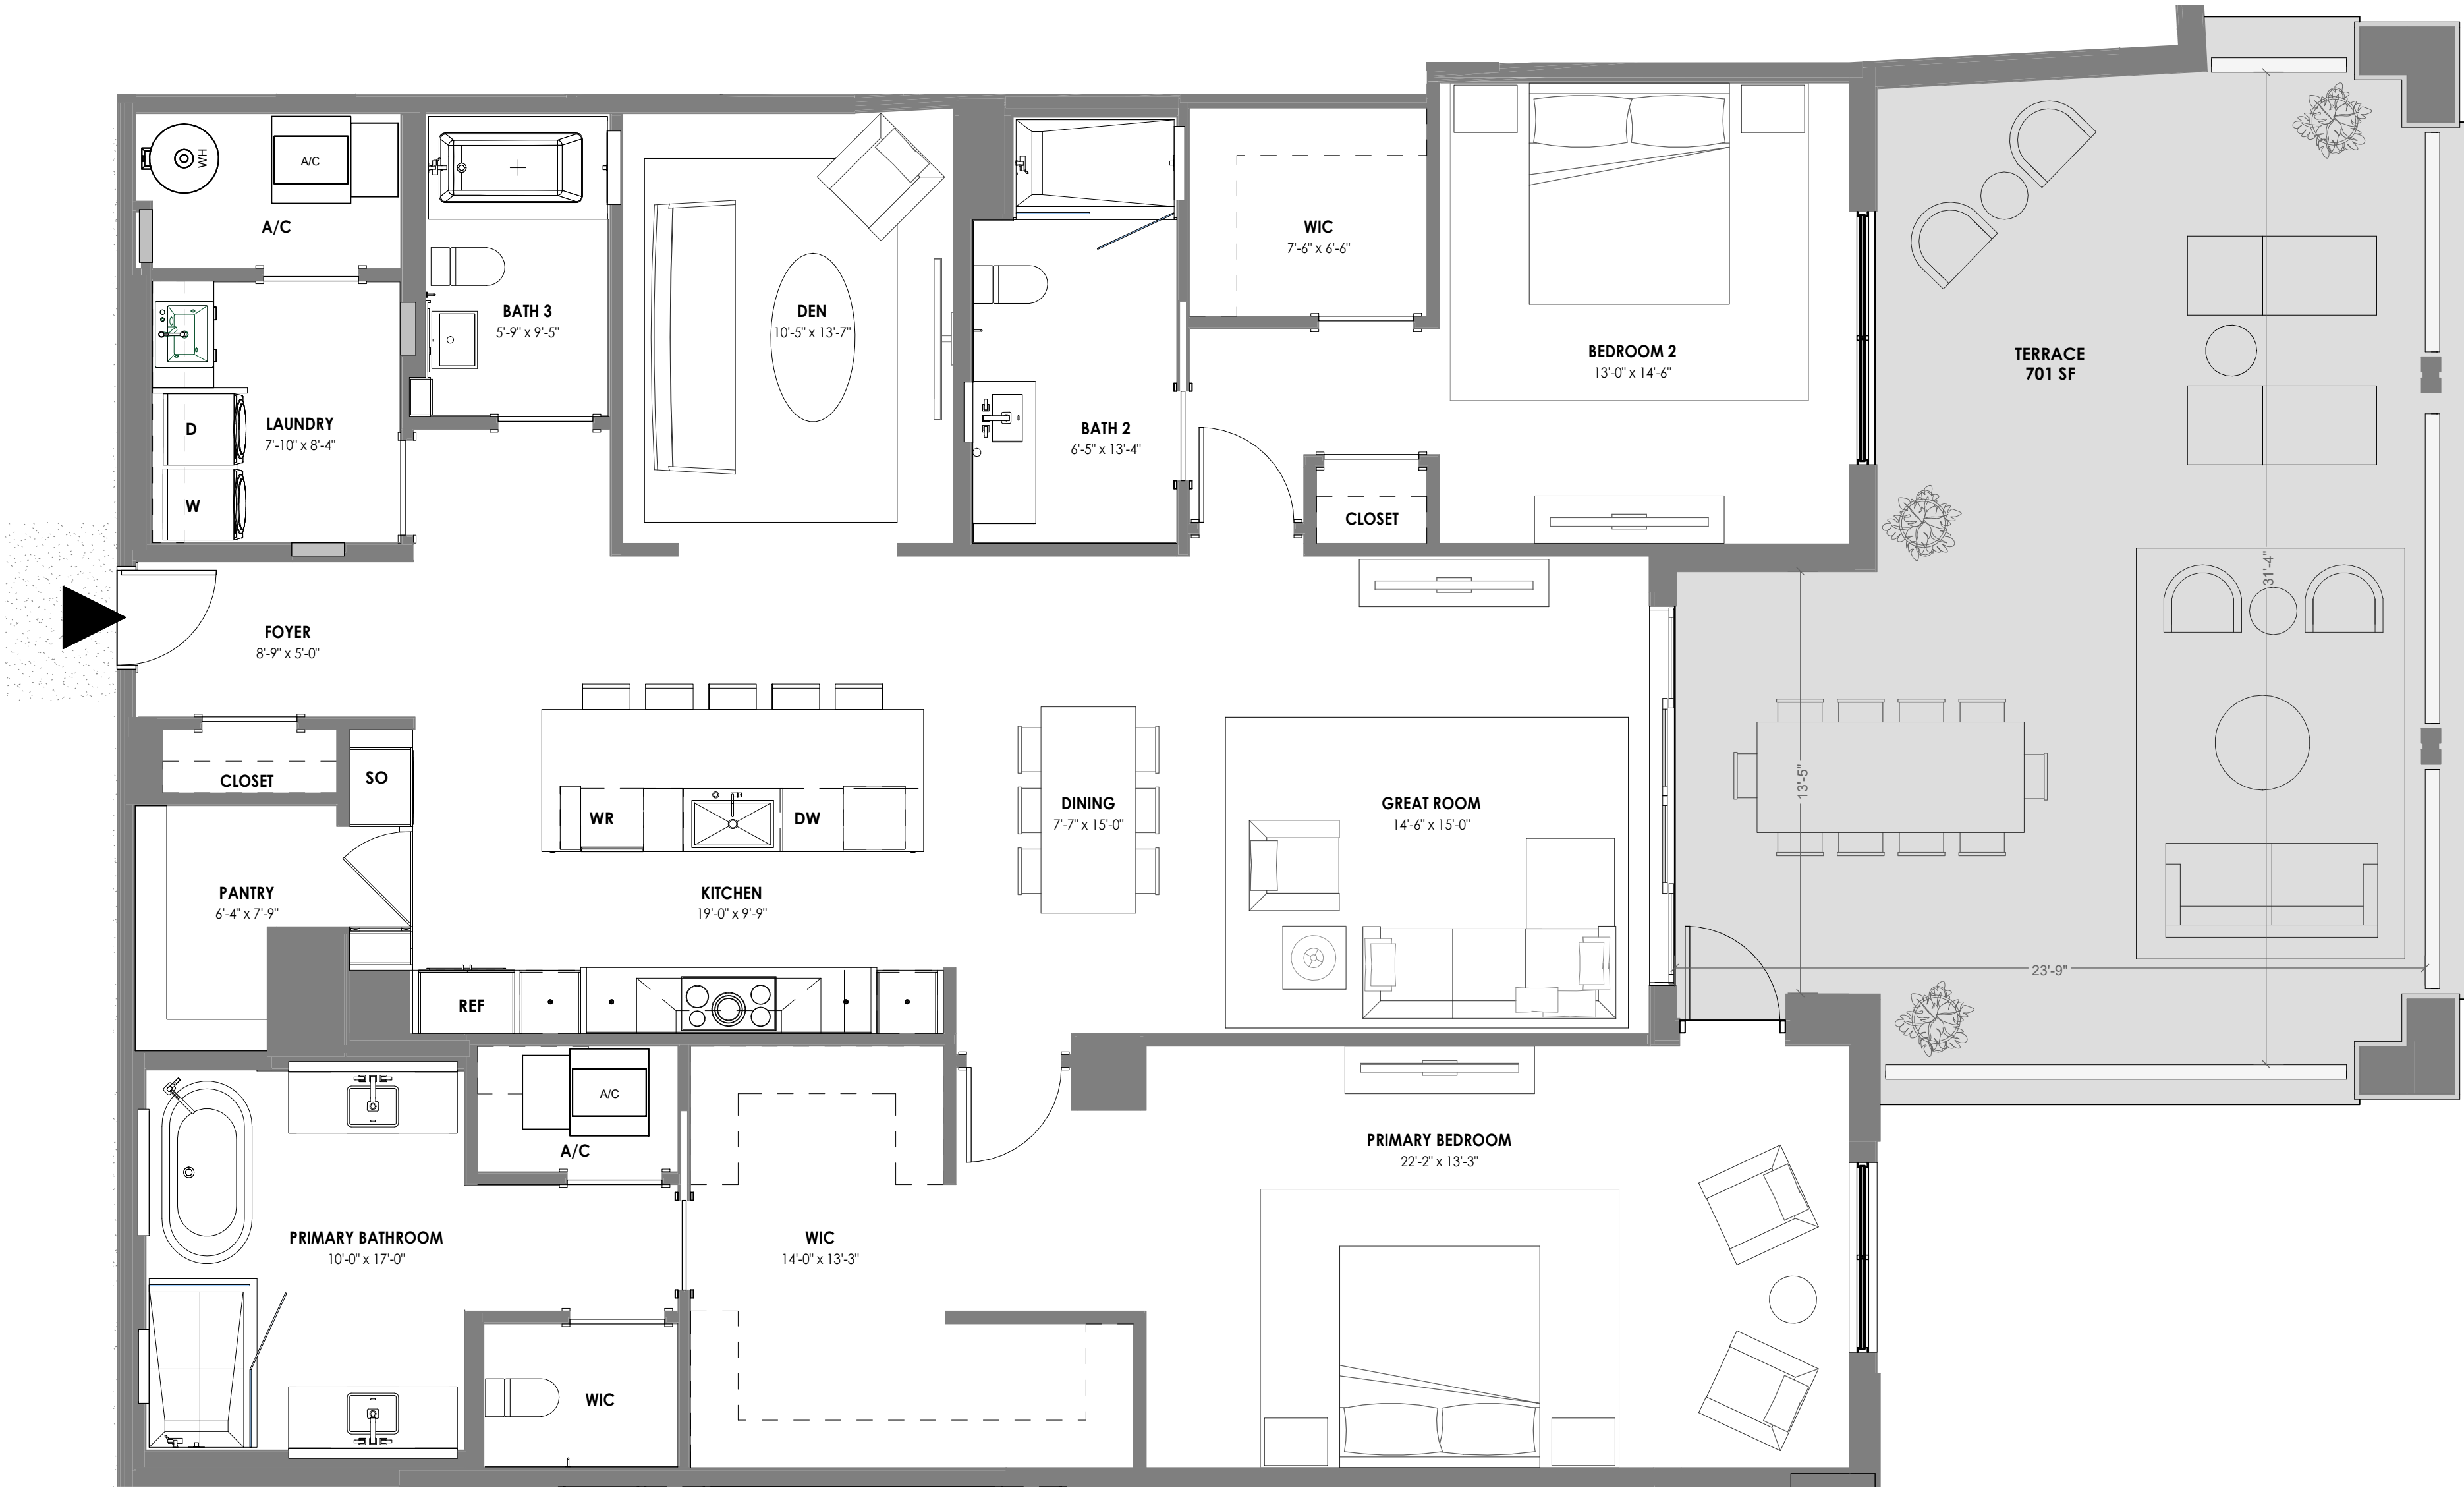 WH
A/C
A/C
BATH 3
5'-9" x 9'-5"
DEN
10'-5" x 13'-7"
WIC
7'-6" x 6'-6"
BEDROOM 2
13'-0" x 14'-6"
TERRACE
701 SF
LAUNDRY
7'-10" x 8'-4"
D
W
BATH 2
6'-5" x 13'-4"
CLOSET
31'-4"
FOYER
8'-9" x 5'-0"
CLOSET
SO
WR
DW
DINING
7'-7" x 15'-0"
GREAT ROOM
14'-6" x 15'-0"
13'-5"
PANTRY
6'-4" x 7'-9"
KITCHEN
19'-0" x 9'-9"
23'-9"
REF
A/C
A/C
PRIMARY BEDROOM
22'-2" x 13'-3"
PRIMARY BATHROOM
10'-0" x 17'-0"
WIC
14'-0" x 13'-3"
WIC